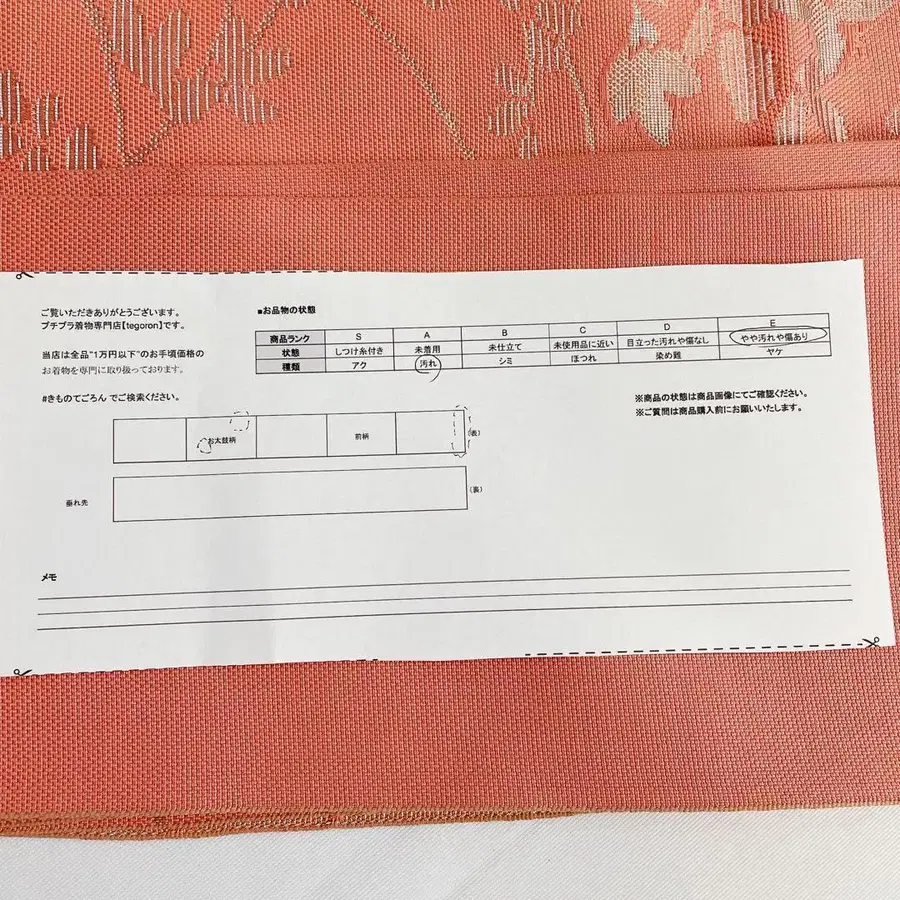 ご覧いただきありがとうございます。
プチプラ着物専門店【tegoron】です。
当店は全品"1万円以下"のお手頃価格の
お着物を専門に取り扱っております。
#きものてごろん でご検索ください。
■お品物の状態
商品ランク S A B C D E
状態 しつけ糸付き 未着用 未仕立て 未使用品に近い 目立った汚れや傷なし やや汚れや傷あり
種類 アク 汚れ シミ ほつれ 染め難 ヤケ
※商品の状態は商品画像にてご確認ください。
※ご質問は商品購入前にお願いいたします。
お太鼓柄 前柄 (表)
垂れ先 (裏)
メモ